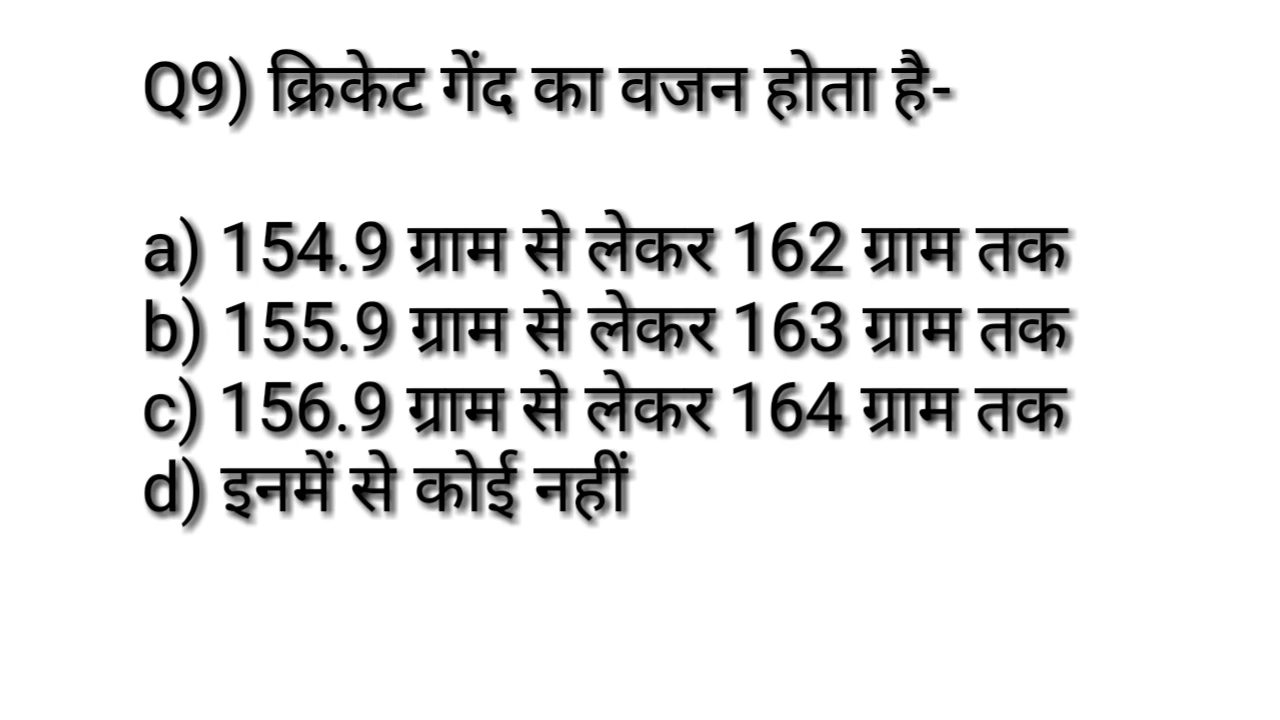 Q9) क्रिकेट गेंद का वजन होता है-
a) 154.9 ग्राम से लेकर 162 ग्राम तक
b) 155.9 ग्राम से लेकर 163 ग्राम तक
c) 156.9 ग्राम से लेकर 164 ग्राम तक
d) इनमें से कोई नहीं